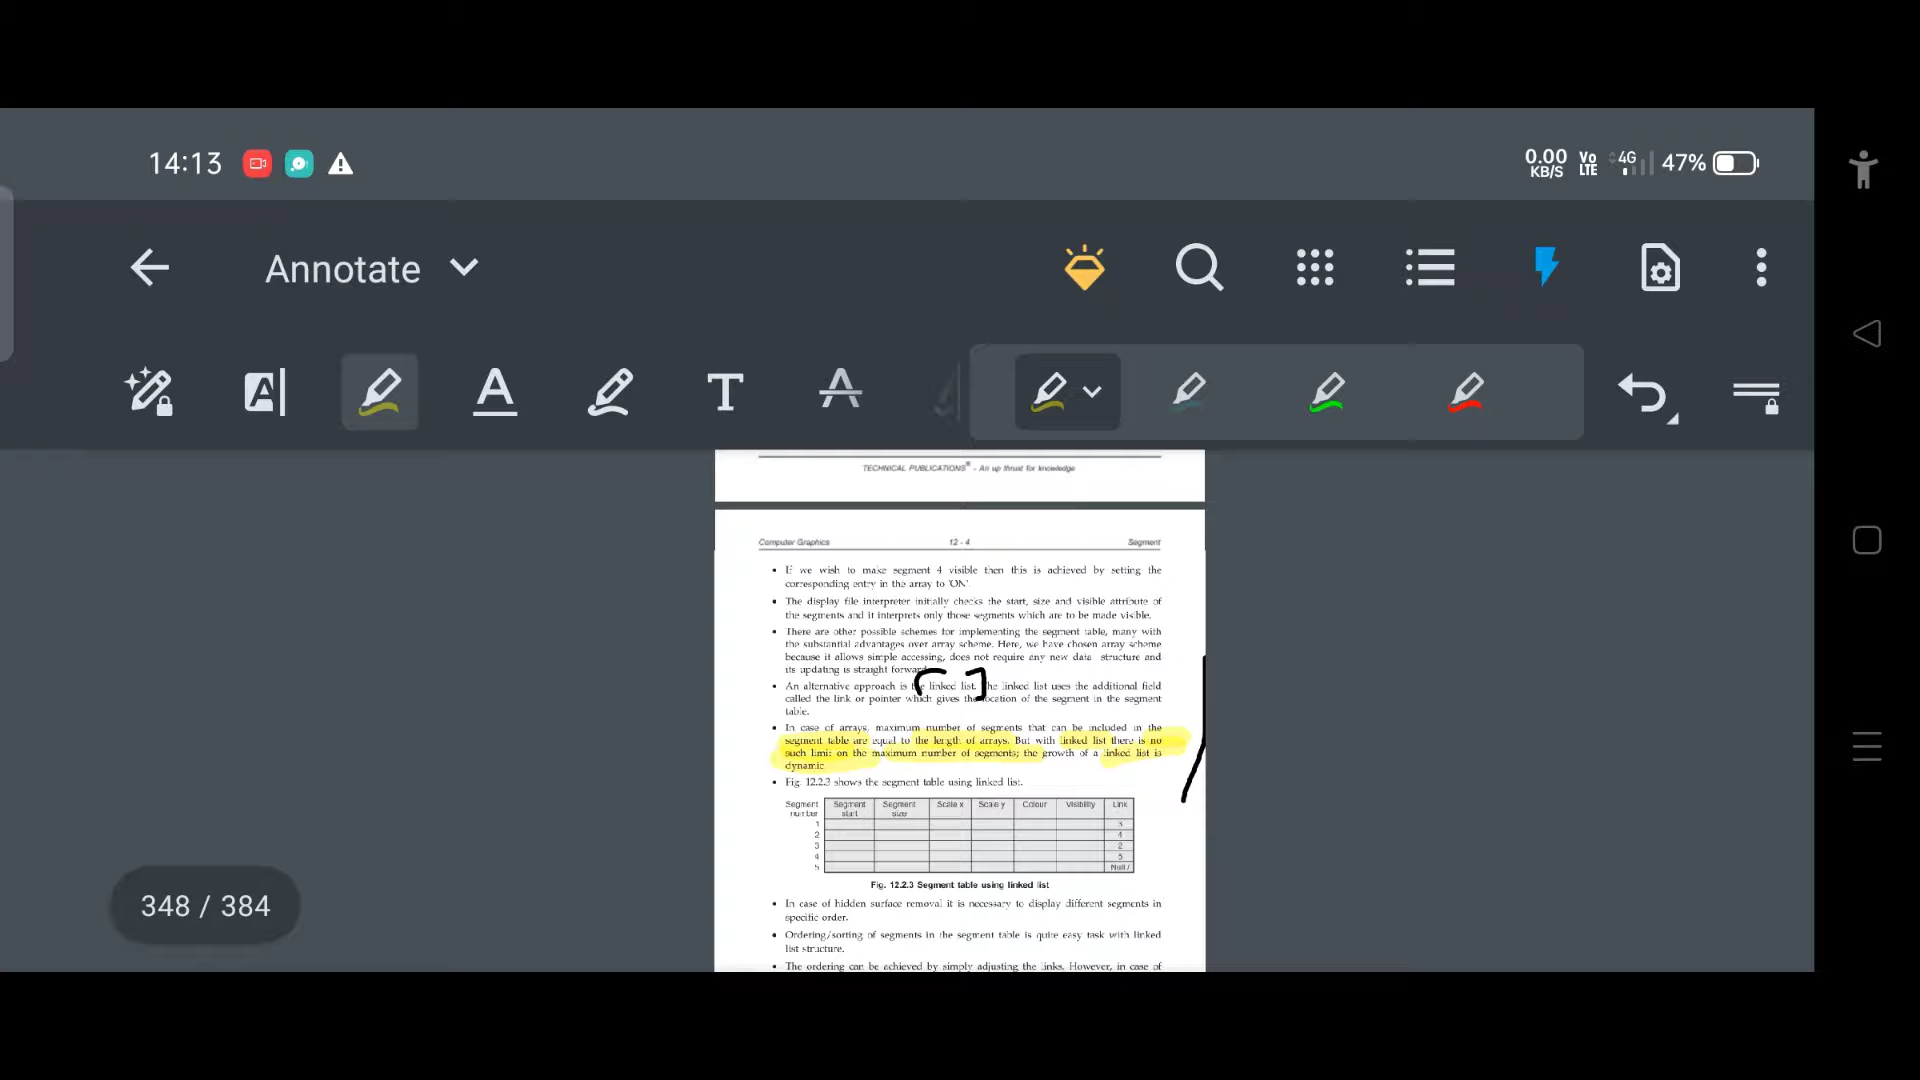 14:13
0.00 KB/S Vo LTE 4G 47%
Annotate
TECHNICAL PUBLICATIONS® - An up thrust for knowledge
Computer Graphics 12 - 4 Segment
• If we wish to make segment 4 visible then this is achieved by setting the
corresponding entry in the array to 'ON'.
• The display file interpreter initially checks the start, size and visible attribute of
the segments and it interprets only those segments which are to be made visible.
• There are other possible schemes for implementing the segment table, many with
the substantial advantages over array scheme. Here, we have chosen array scheme
because it allows simple accessing, does not require any new data structure and
its updating is straight forward.
• An alternative approach is the linked list. The linked list uses the additional field
called the link or pointer which gives the location of the segment in the segment
table.
• In case of arrays, maximum number of segments that can be included in the
segment table are equal to the length of arrays. But with linked list there is no
such limit on the maximum number of segments; the growth of a linked list is
dynamic.
• Fig. 12.2.3 shows the segment table using linked list.
Segment number Segment start Segment size Scale x Scale y Colour Visibility Link
1 3
2 4
3 2
4 5
5 Null /
Fig. 12.2.3 Segment table using linked list
• In case of hidden surface removal it is necessary to display different segments in
specific order.
• Ordering/sorting of segments in the segment table is quite easy task with linked
list structure.
• The ordering can be achieved by simply adjusting the links. However, in case of
348 / 384